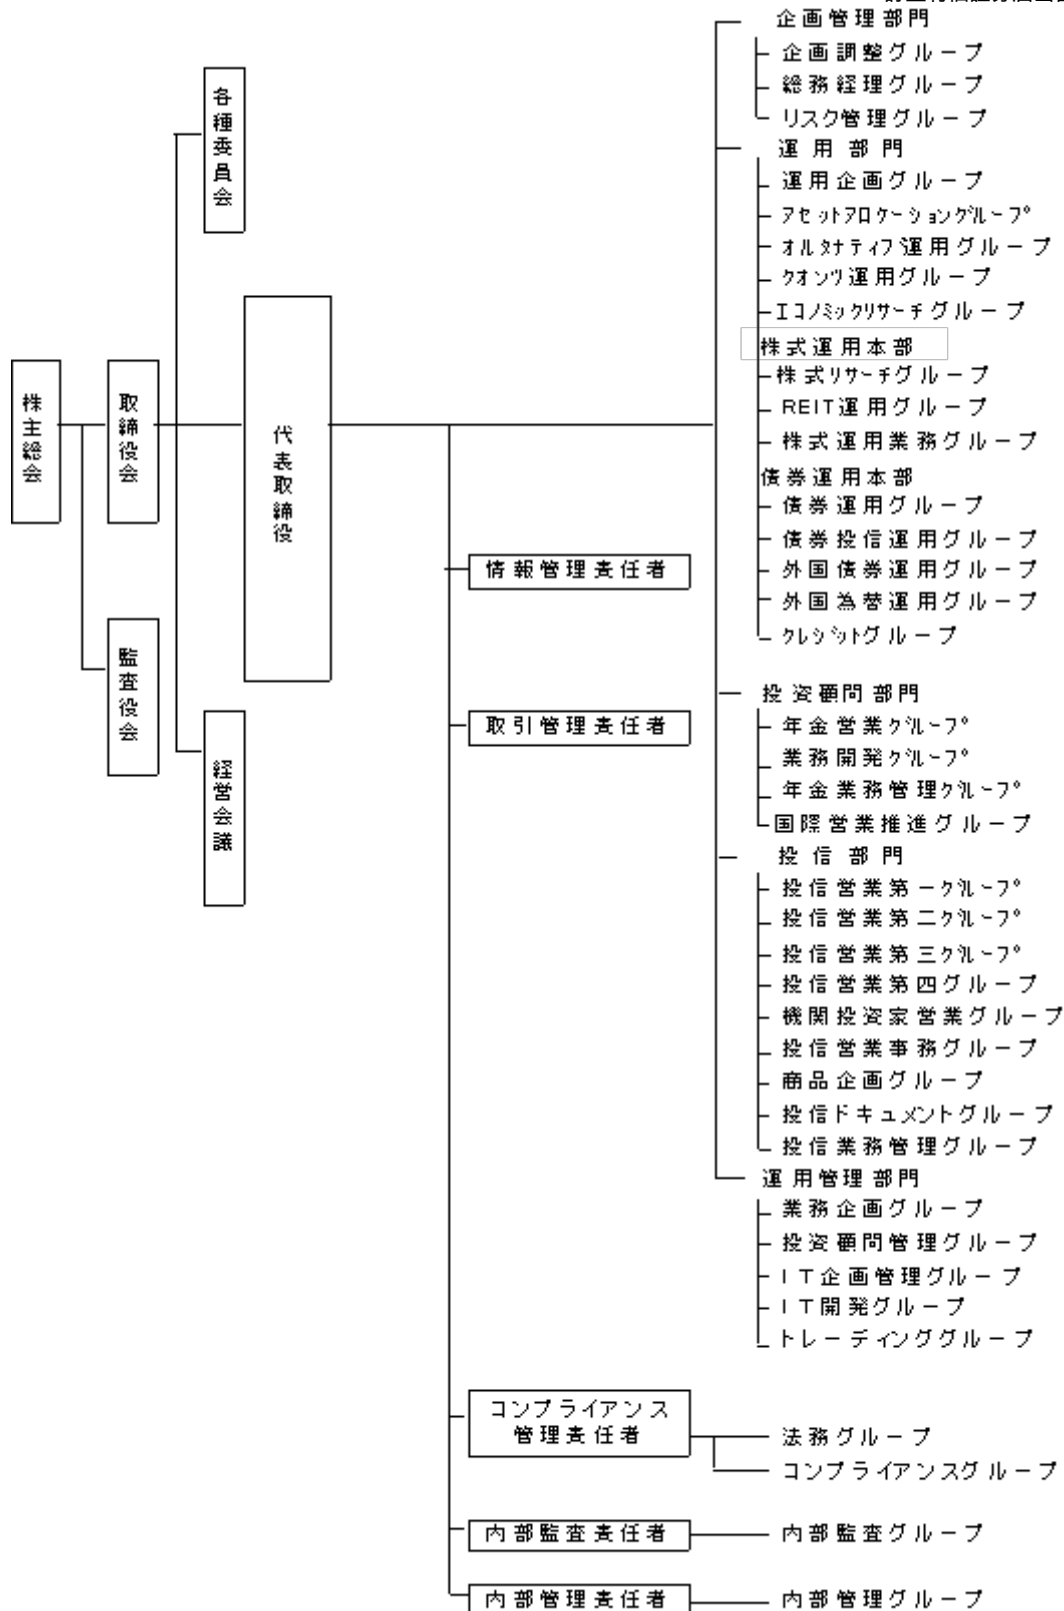 企画管理部門
企画調整グループ
総務経理グループ
リスク管理グループ
運用部門
運用企画グループ
アセットアロケーショングループ
オルタナティブ運用グループ
クオンツ運用グループ
エコノミックリサーチグループ
株式運用本部
株式リサーチグループ
REIT運用グループ
株式運用業務グループ
債券運用本部
債券運用グループ
債券投信運用グループ
外国債券運用グループ
外国為替運用グループ
クレジットグループ
投資顧問部門
年金営業グループ
業務開発グループ
年金業務管理グループ
国際営業推進グループ
投信部門
投信営業第一グループ
投信営業第二グループ
投信営業第三グループ
投信営業第四グループ
機関投資家営業グループ
投信営業事務グループ
商品企画グループ
投信ドキュメントグループ
投信業務管理グループ
運用管理部門
業務企画グループ
投資顧問管理グループ
IT企画管理グループ
IT開発グループ
トレーディンググループ
株主総会
取締役会
監査役会
各種委員会
経営会議
代表取締役
情報管理責任者
取引管理責任者
コンプライアンス
管理責任者
法務グループ
コンプライアンスグループ
内部監査責任者
内部監査グループ
内部管理責任者
内部管理グループ